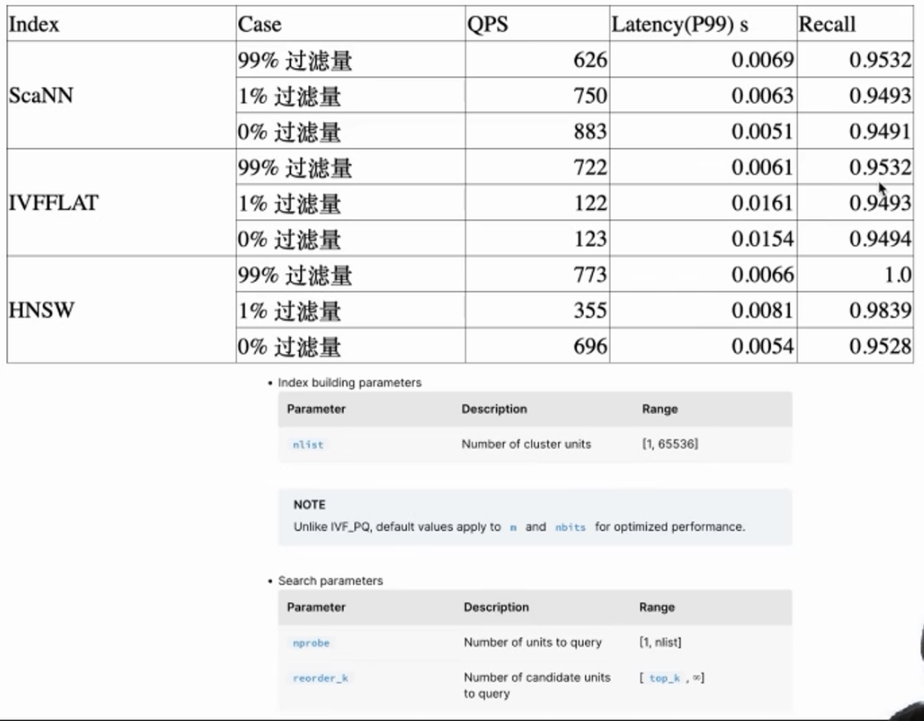 Index Case QPS Latency(P99) s Recall
99% 过滤量 626 0.0069 0.9532
ScaNN 1% 过滤量 750 0.0063 0.9493
0% 过滤量 883 0.0051 0.9491
99% 过滤量 722 0.0061 0.9532
IVFFLAT 1% 过滤量 122 0.0161 0.9493
0% 过滤量 123 0.0154 0.9494
99% 过滤量 773 0.0066 1.0
HNSW 1% 过滤量 355 0.0081 0.9839
0% 过滤量 696 0.0054 0.9528
• Index building parameters
Parameter Description Range
nlist Number of cluster units [1, 65536]
NOTE
Unlike IVF_PQ, default values apply to m and nbits for optimized performance.
• Search parameters
Parameter Description Range
nprobe Number of units to query [1, nlist]
reorder_k Number of candidate units [ top_k , ∞]
to query